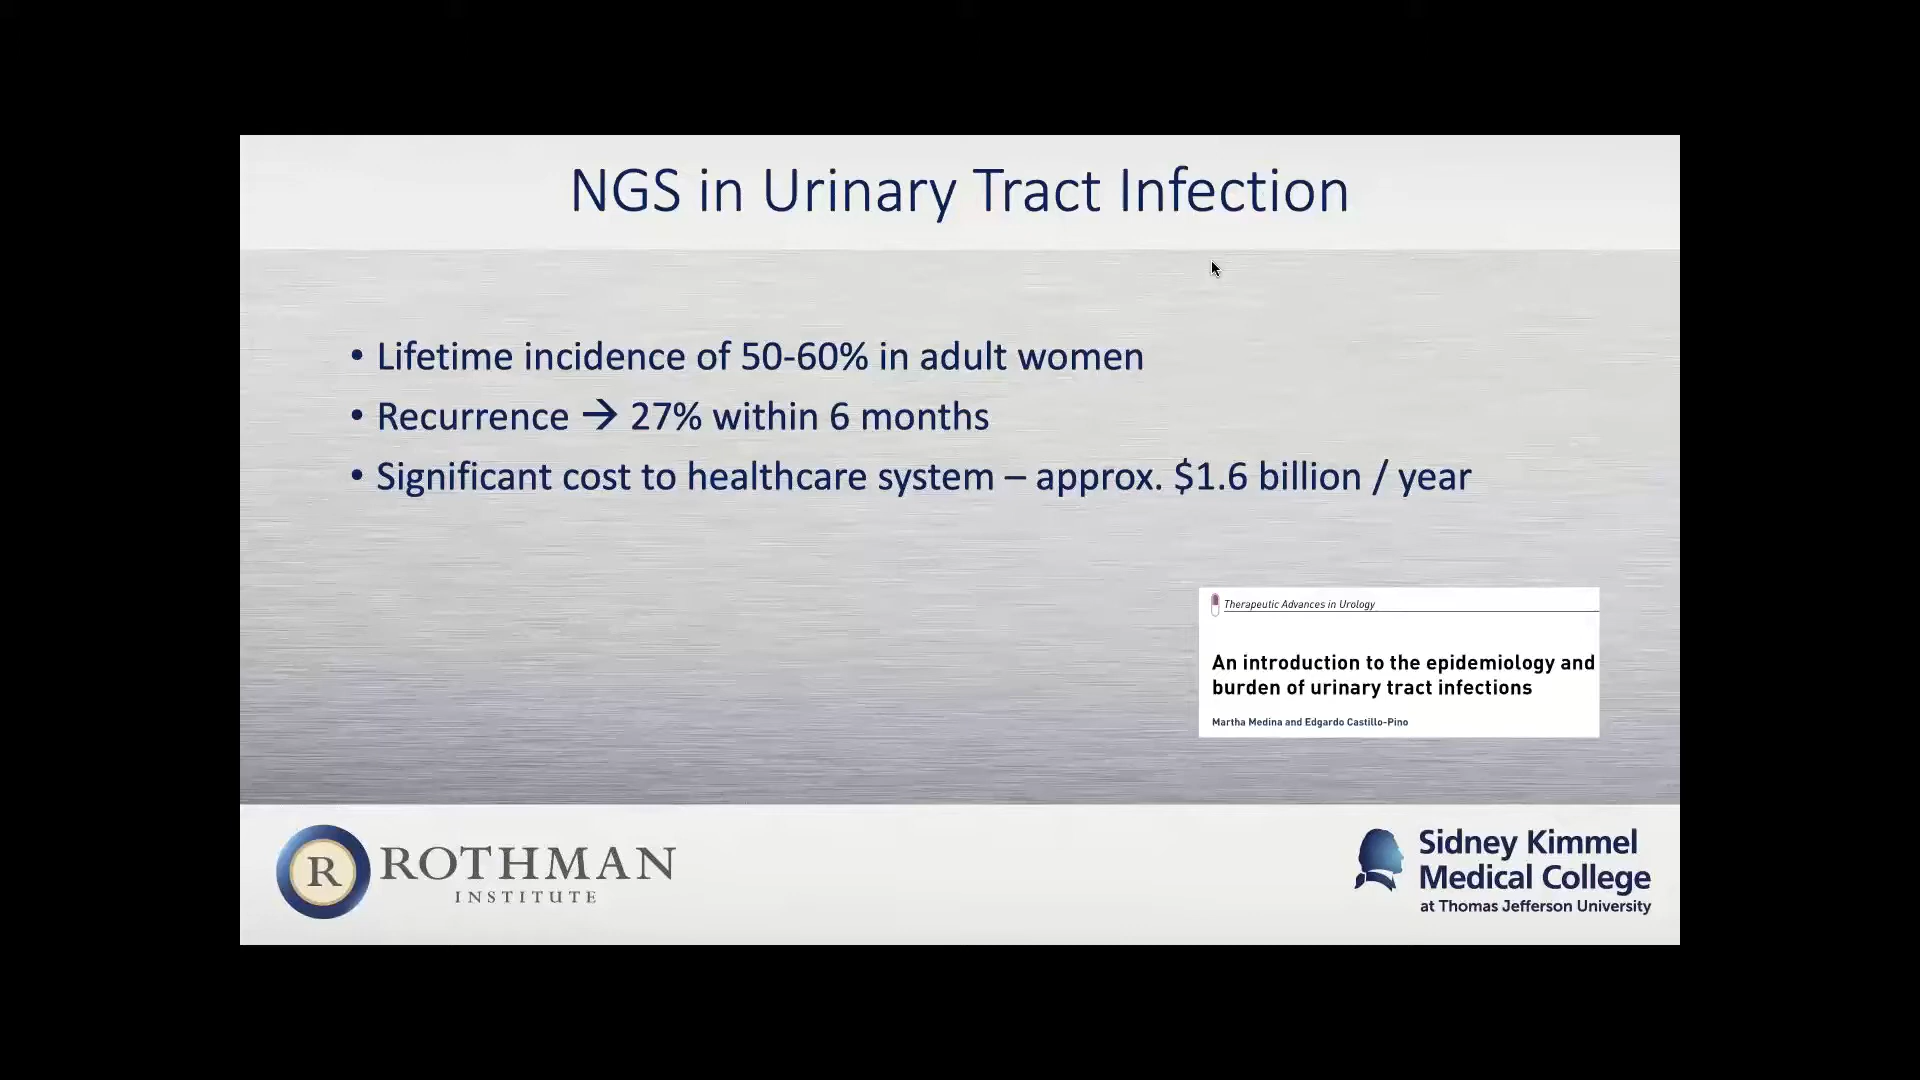 NGS in Urinary Tract Infection
• Lifetime incidence of 50-60% in adult women
• Recurrence → 27% within 6 months
• Significant cost to healthcare system – approx. $1.6 billion / year
Therapeutic Advances in Urology
An introduction to the epidemiology and
burden of urinary tract infections
Martha Medina and Edgardo Castillo-Pino
R
ROTHMAN
INSTITUTE
Sidney Kimmel
Medical College
at Thomas Jefferson University